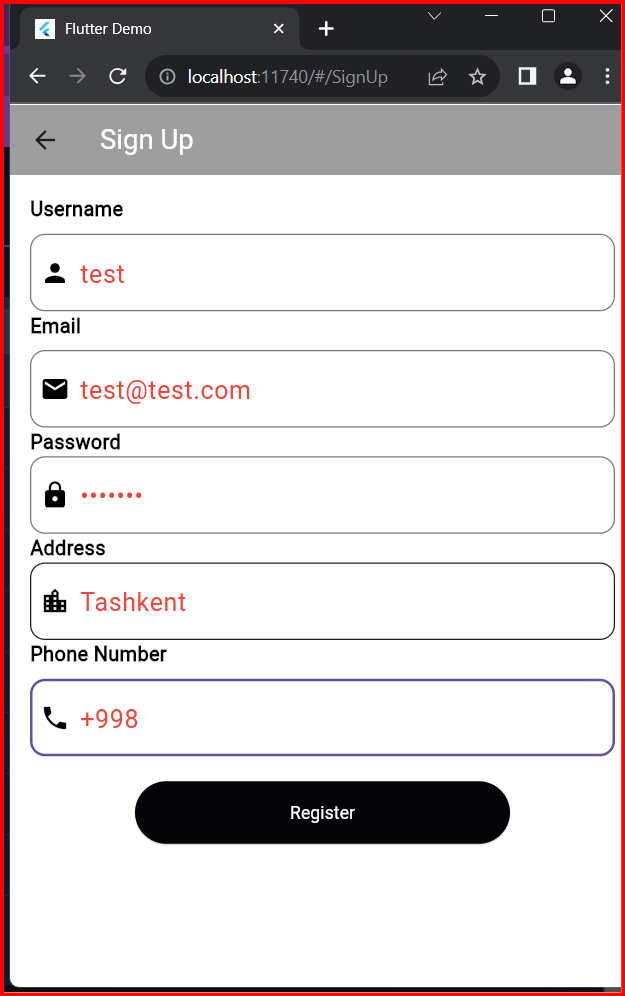 Flutter Demo
localhost:11740/#/SignUp
Sign Up
Username
test
Email
test@test.com
Password
•••••••
Address
Tashkent
Phone Number
+998
Register